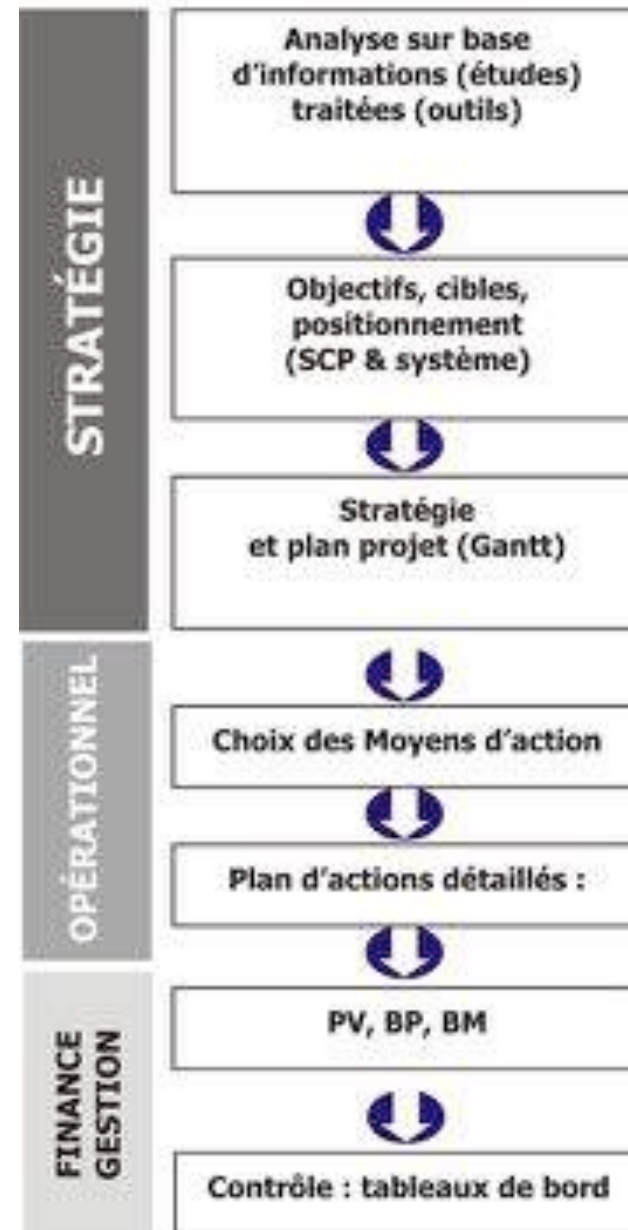 STRATÉGIE
Analyse sur base
d'informations (études)
traitées (outils)
Objectifs, cibles,
positionnement
(SCP & système)
Stratégie
et plan projet (Gantt)
OPÉRATIONNEL
Choix des Moyens d'action
Plan d'actions détaillés :
FINANCE
GESTION
PV, BP, BM
Contrôle : tableaux de bord